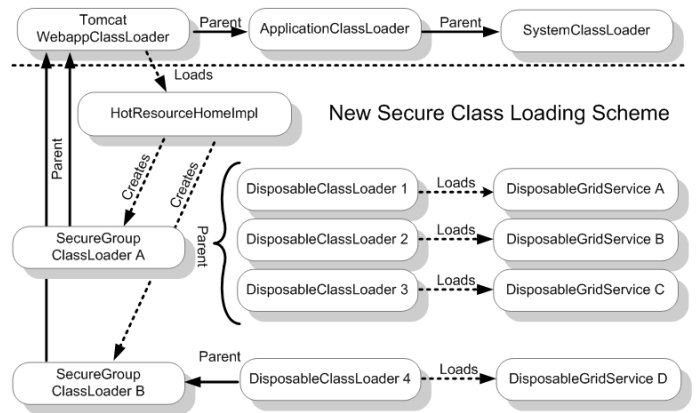 Tomcat
WebappClassLoader
Parent
ApplicationClassLoader
Parent
SystemClassLoader
Loads
HotResourceHomeImpl
New Secure Class Loading Scheme
Parent
Creates
Creates
Parent
DisposableClassLoader 1
Loads
DisposableGridService A
SecureGroup
ClassLoader A
DisposableClassLoader 2
Loads
DisposableGridService B
DisposableClassLoader 3
Loads
DisposableGridService C
SecureGroup
ClassLoader B
Parent
DisposableClassLoader 4
Loads
DisposableGridService D